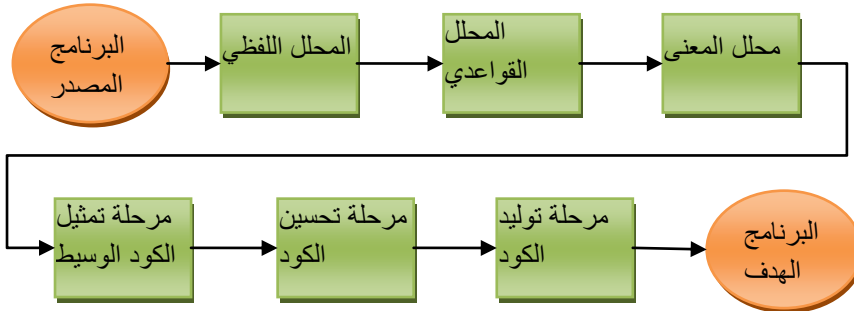 البرنامج
المصدر
المحلل اللفظي
المحلل
القواعدي
محلل المعنى
مرحلة تمثيل
الكود الوسيط
مرحلة تحسين
الكود
مرحلة توليد
الكود
البرنامج
الهدف